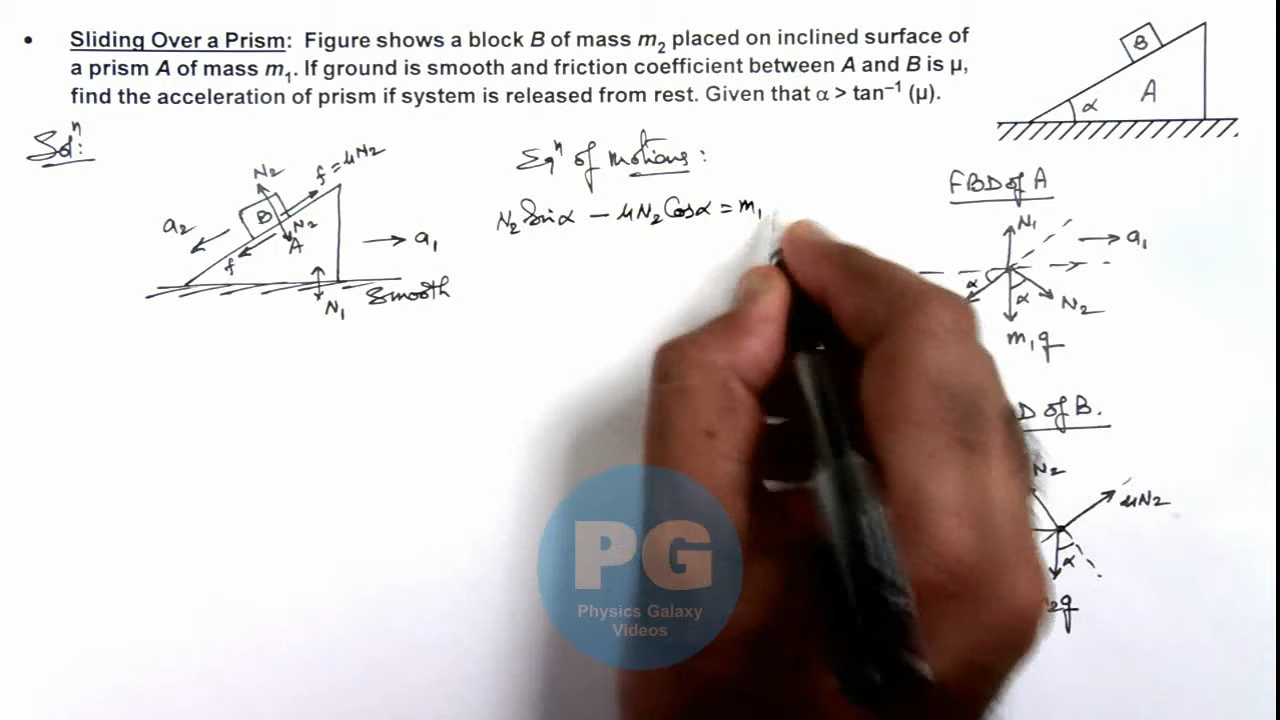 • Sliding Over a Prism: Figure shows a block B of mass m₂ placed on inclined surface of
a prism A of mass m₁. If ground is smooth and friction coefficient between A and B is μ,
find the acceleration of prism if system is released from rest. Given that α > tan⁻¹ (μ).
B
A
α
Solⁿ:
N₂
f = μN₂
B
N₂
A
a₂
f
a₁
N₁
Smooth
Eqⁿ of motions:
N₂ Sinα − μN₂ Cosα = m₁
FBD of A
N₁
a₁
α
α
N₂
m₁g
D of B.
N₂
μN₂
α
₂g
PG
Physics Galaxy
Videos